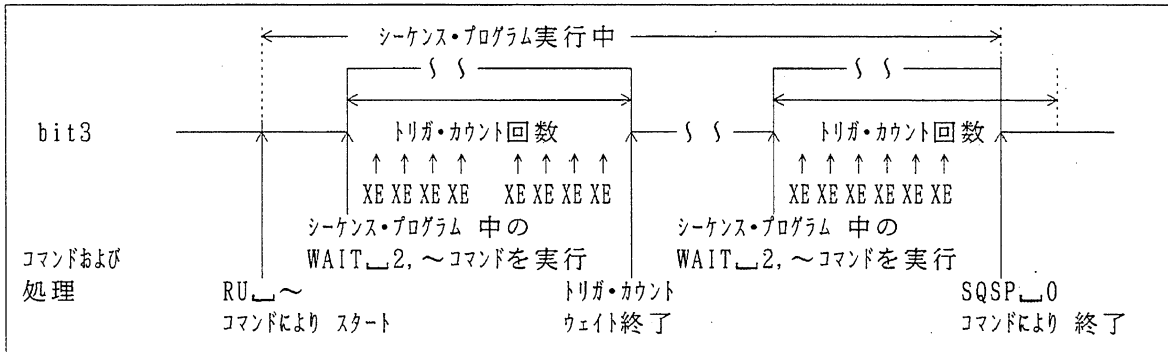 シーケンス・プログラム実行中
bit3
トリガ・カウント回数 トリガ・カウント回数
↑ ↑ ↑ ↑ ↑ ↑ ↑ ↑ ↑ ↑ ↑ ↑ ↑ ↑
XE XE XE XE XE XE XE XE XE XE XE XE XE XE
シーケンス・プログラム 中の シーケンス・プログラム 中の
WAIT␣2,～コマンドを実行 WAIT␣2,～コマンドを実行
コマンドおよび
処理 RU␣～ トリガ・カウント SQSP␣0
コマンドにより スタート ウェイト終了 コマンドにより 終了